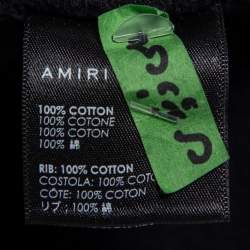 AMIRI
100% COTTON
100% COTONE
100% COTON
100% 綿
RIB: 100% COTTON
COSTOLA: 100% COTONE
CÔTE: 100% COTON
リブ : 100% 綿